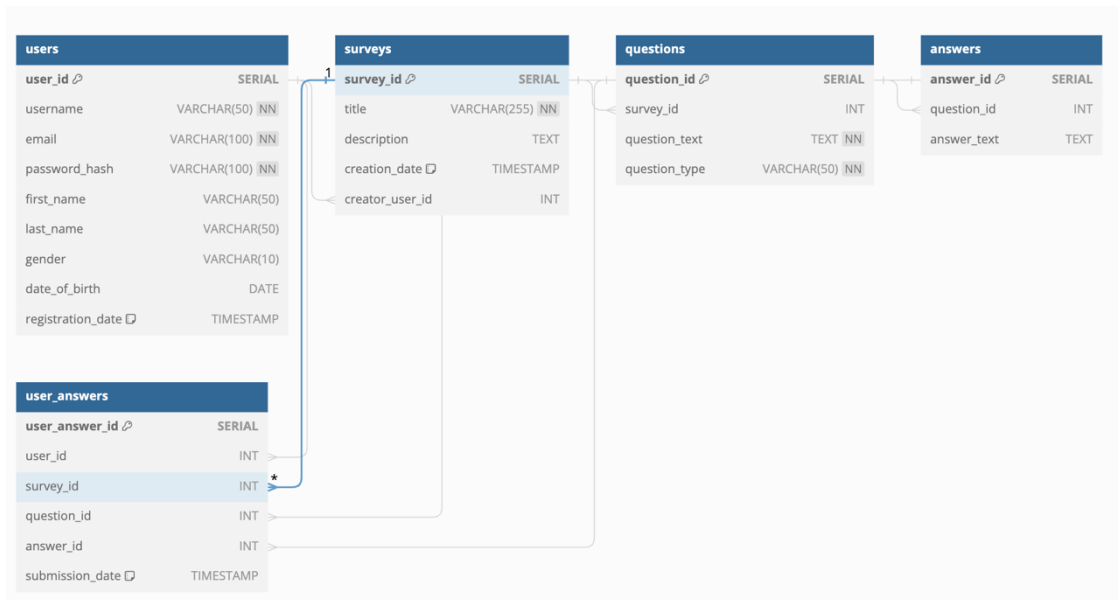 users
user_id SERIAL
username VARCHAR(50) NN
email VARCHAR(100) NN
password_hash VARCHAR(100) NN
first_name VARCHAR(50)
last_name VARCHAR(50)
gender VARCHAR(10)
date_of_birth DATE
registration_date TIMESTAMP
1
surveys
survey_id SERIAL
title VARCHAR(255) NN
description TEXT
creation_date TIMESTAMP
creator_user_id INT
questions
question_id SERIAL
survey_id INT
question_text TEXT NN
question_type VARCHAR(50) NN
answers
answer_id SERIAL
question_id INT
answer_text TEXT
user_answers
user_answer_id SERIAL
user_id INT
survey_id INT *
question_id INT
answer_id INT
submission_date TIMESTAMP